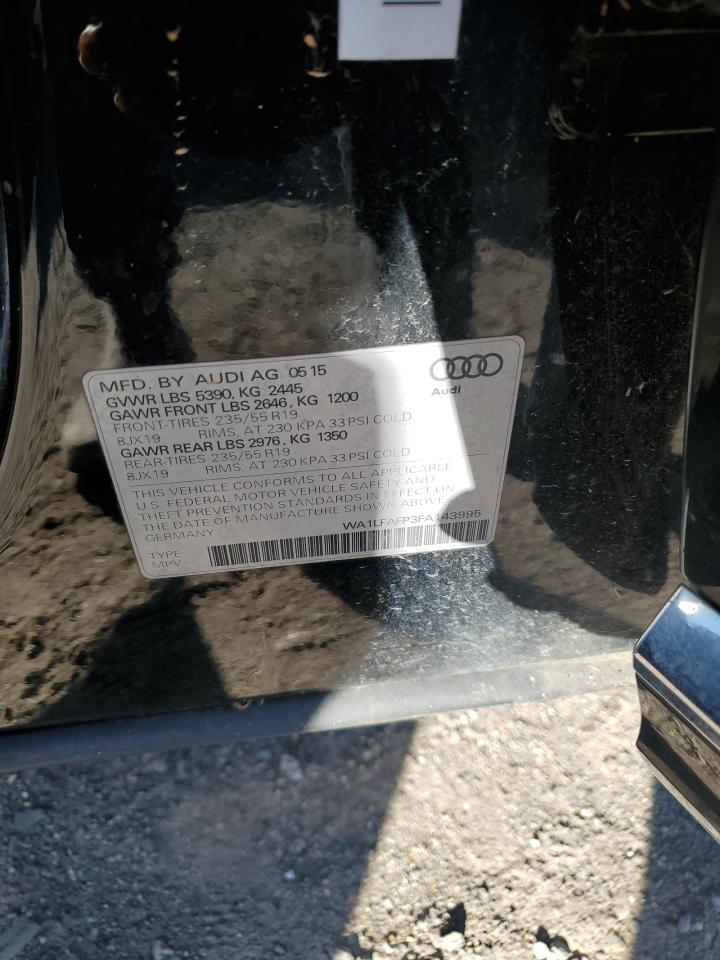 MFD. BY AUDI AG 05 15
GVWR LBS 5390, KG 2445
GAWR FRONT LBS 2646, KG 1200
FRONT-TIRES 235/55 R19
8JX19 RIMS, AT 230 KPA 33 PSI COLD
GAWR REAR LBS 2976, KG 1350
REAR-TIRES 235/55 R19
8JX19 RIMS, AT 230 KPA 33 PSI COLD
THIS VEHICLE CONFORMS TO ALL APPLICABLE
U.S. FEDERAL MOTOR VEHICLE SAFETY AND
THEFT PREVENTION STANDARDS IN EFFECT ON
THE DATE OF MANUFACTURE SHOWN ABOVE.
GERMANY WA1LFAFP3FA143995
TYPE
MPV
Audi